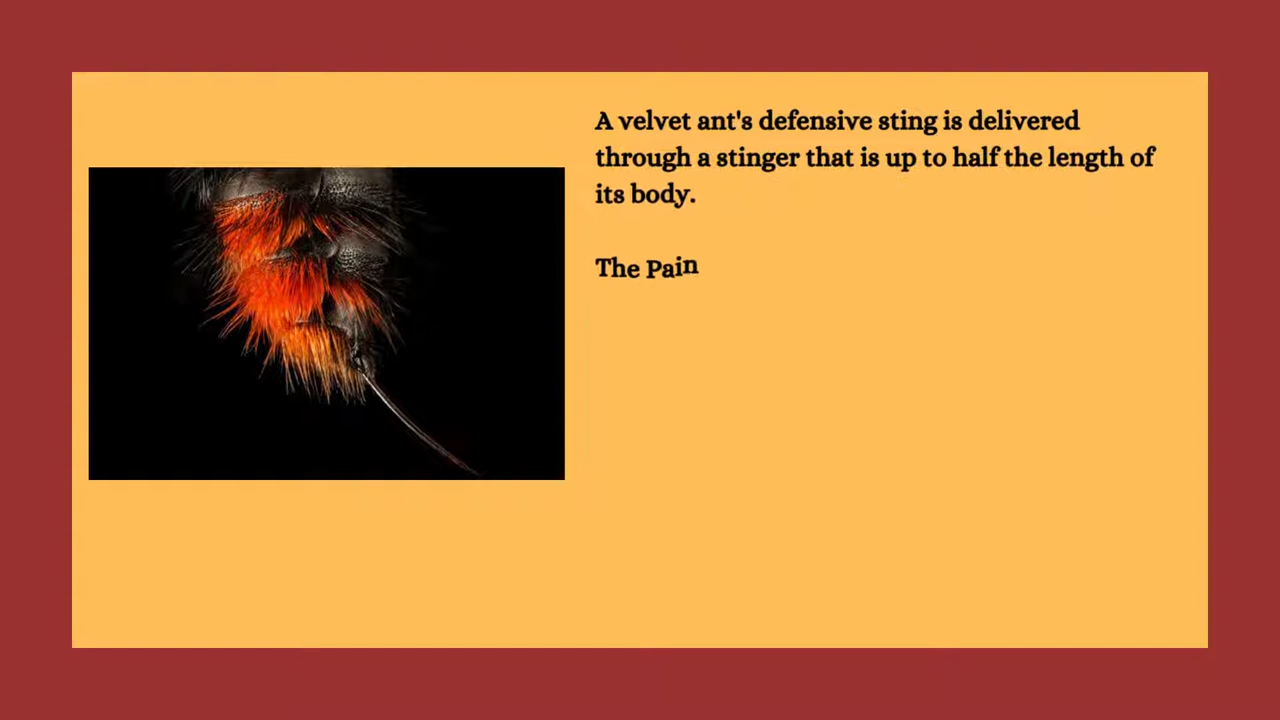 A velvet ant's defensive sting is delivered
through a stinger that is up to half the length of
its body.
The Pain